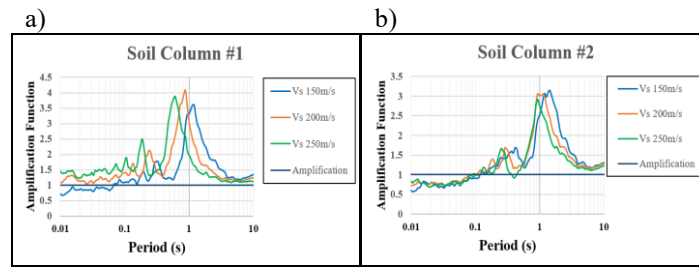 a)
b)
Soil Column #1
Amplification Function
4.5
4
3.5
3
2.5
2
1.5
1
0.5
0
0.01
0.1
1
10
Period (s)
Vs 150m/s
Vs 200m/s
Vs 250m/s
Amplification
Soil Column #2
Amplification Function
3.5
3
2.5
2
1.5
1
0.5
0
0.01
0.1
1
10
Period (s)
Vs 150m/s
Vs 200m/s
Vs 250m/s
Amplification